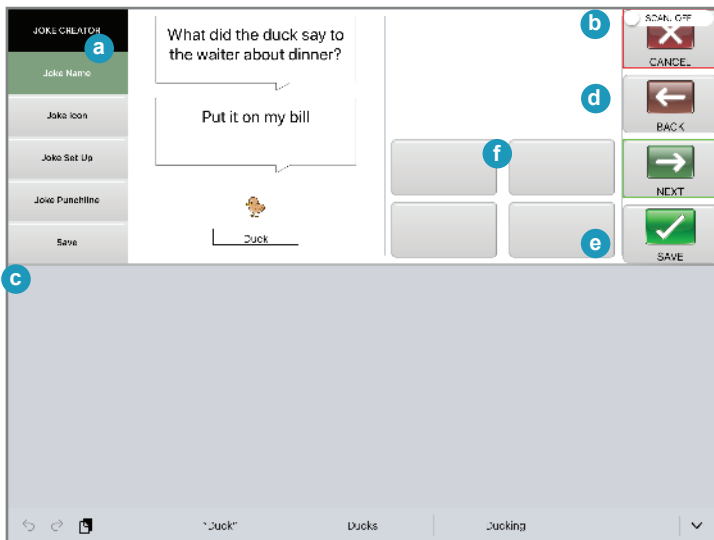 JOKE CREATOR
a
Joke Name
Joke Icon
Joke Set Up
Joke Punchline
Save
What did the duck say to
the waiter about dinner?
Put it on my bill
Duck
b
SCAN: OFF
CANCEL
d
BACK
f
NEXT
e
SAVE
c
"Duck"
Ducks
Ducking